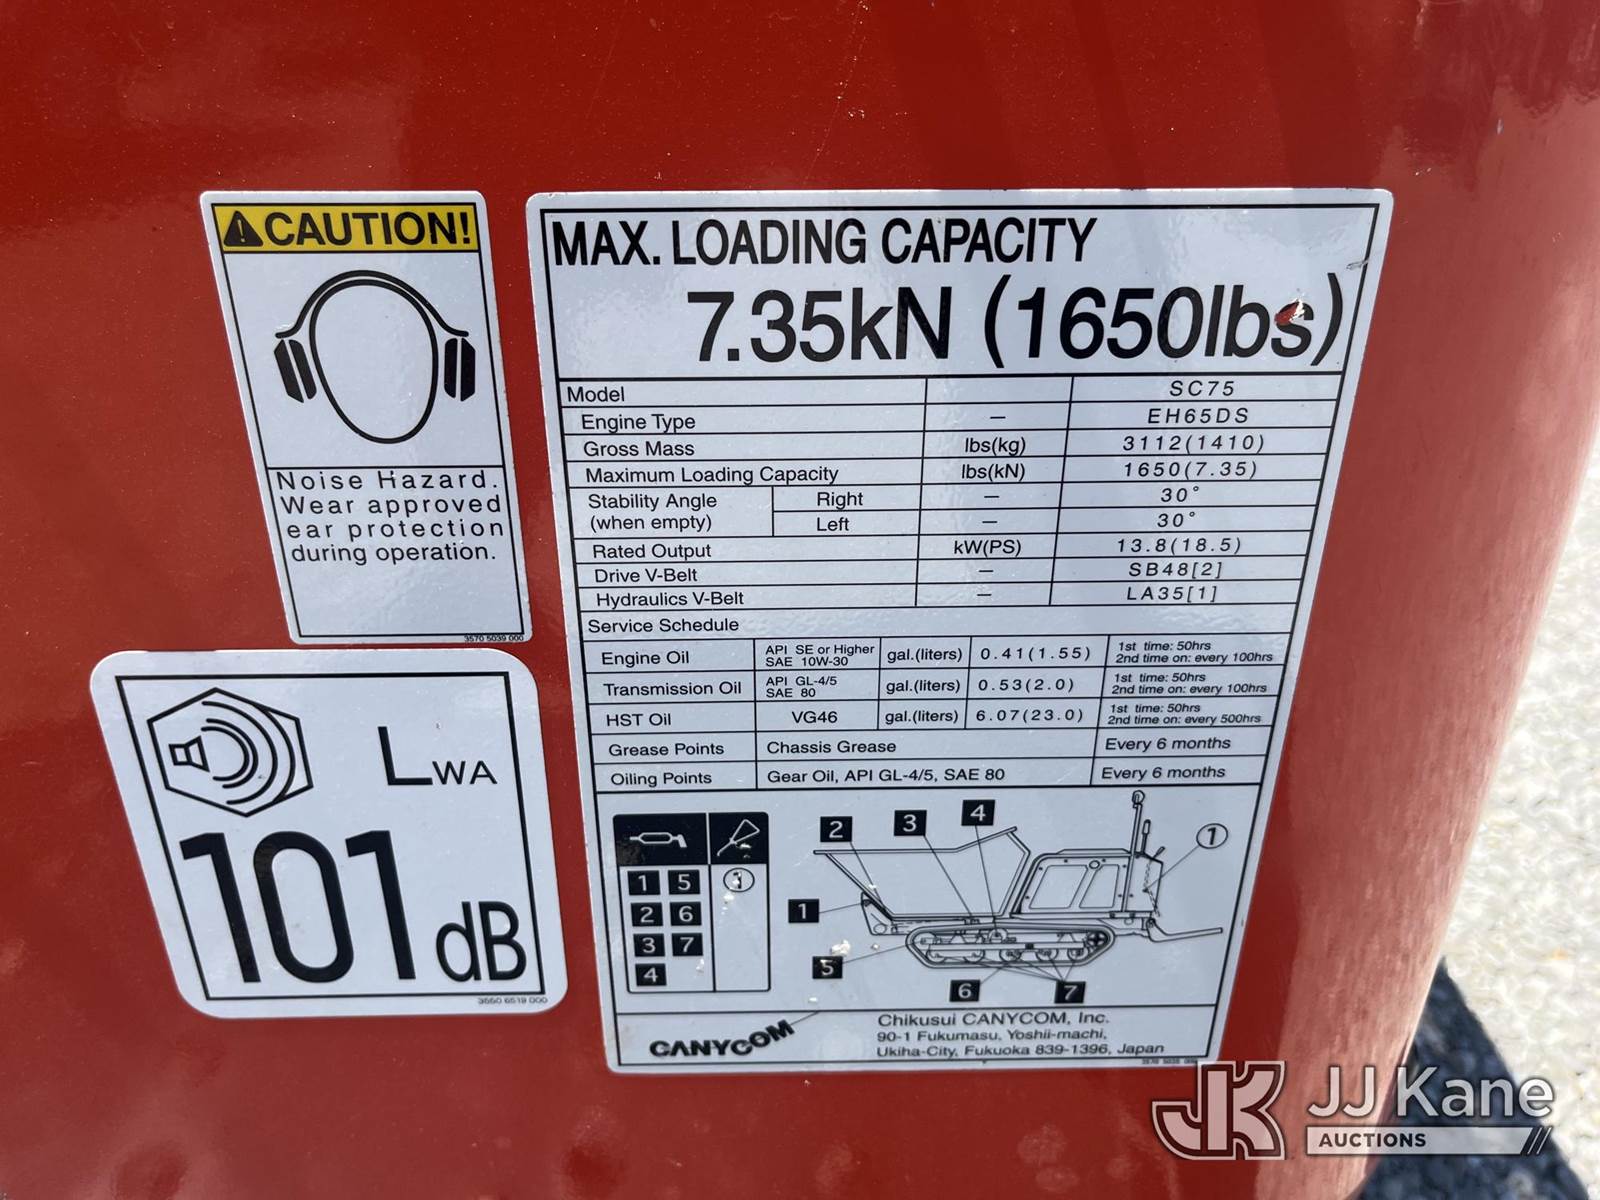 CAUTION!
Noise Hazard.
Wear approved
ear protection
during operation.
3570 5039 000
LWA
101 dB
3550 6519 000
MAX. LOADING CAPACITY
7.35kN (1650lbs)
Model SC75
Engine Type — EH65DS
Gross Mass lbs(kg) 3112(1410)
Maximum Loading Capacity lbs(kN) 1650(7.35)
Stability Angle (when empty) Right — 30°
Left — 30°
Rated Output kW(PS) 13.8(18.5)
Drive V-Belt — SB48[2]
Hydraulics V-Belt — LA35[1]
Service Schedule
Engine Oil API SE or Higher SAE 10W-30 gal.(liters) 0.41(1.55) 1st time: 50hrs 2nd time on: every 100hrs
Transmission Oil API GL-4/5 SAE 80 gal.(liters) 0.53(2.0) 1st time: 50hrs 2nd time on: every 100hrs
HST Oil VG46 gal.(liters) 6.07(23.0) 1st time: 50hrs 2nd time on: every 500hrs
Grease Points Chassis Grease Every 6 months
Oiling Points Gear Oil, API GL-4/5, SAE 80 Every 6 months
1 5 1
2 6
3 7
4
2 3 4 1
1
5
6 7
CANYCOM
Chikusui CANYCOM, Inc.
90-1 Fukumasu, Yoshii-machi,
Ukiha-City, Fukuoka 839-1396, Japan
JK JJ Kane
AUCTIONS